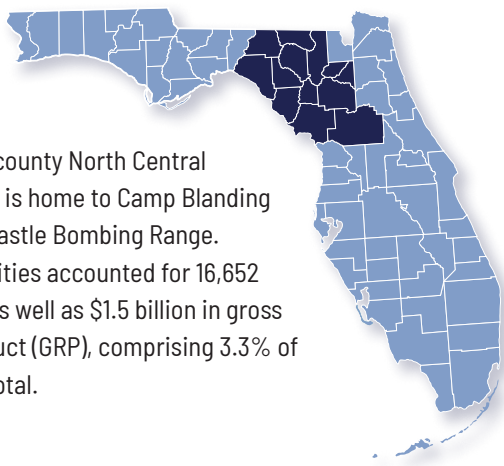 county North Central
is home to Camp Blanding
astle Bombing Range.
ities accounted for 16,652
s well as $1.5 billion in gross
uct (GRP), comprising 3.3% of
otal.